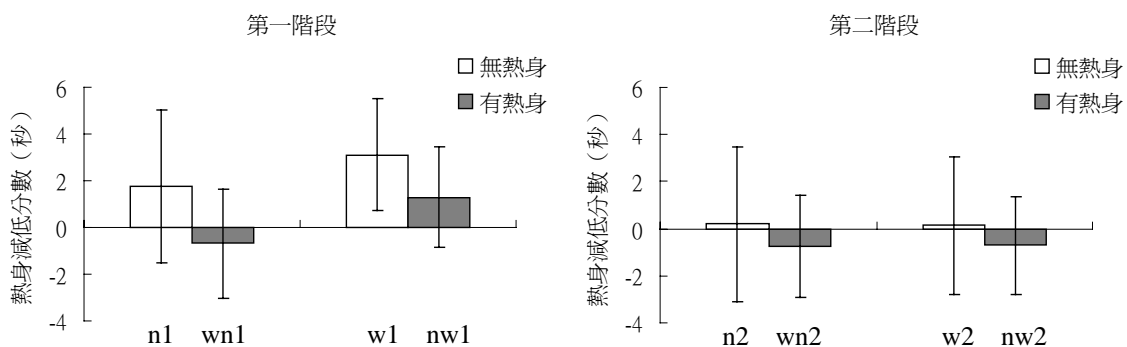 第一階段
無熱身
有熱身
熱身減低分數（秒）
6
4
2
0
-2
-4
n1 wn1 w1 nw1
第二階段
無熱身
有熱身
熱身減低分數（秒）
6
4
2
0
-2
-4
n2 wn2 w2 nw2